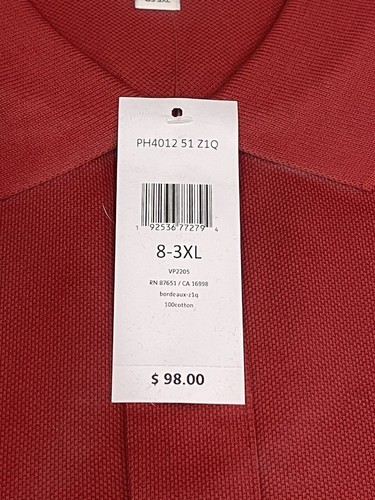 PH4012 51 Z1Q
1 92536 77279 4
8-3XL
VP2205
RN 87651 / CA 16998
bordeaux-z1q
100cotton
$ 98.00